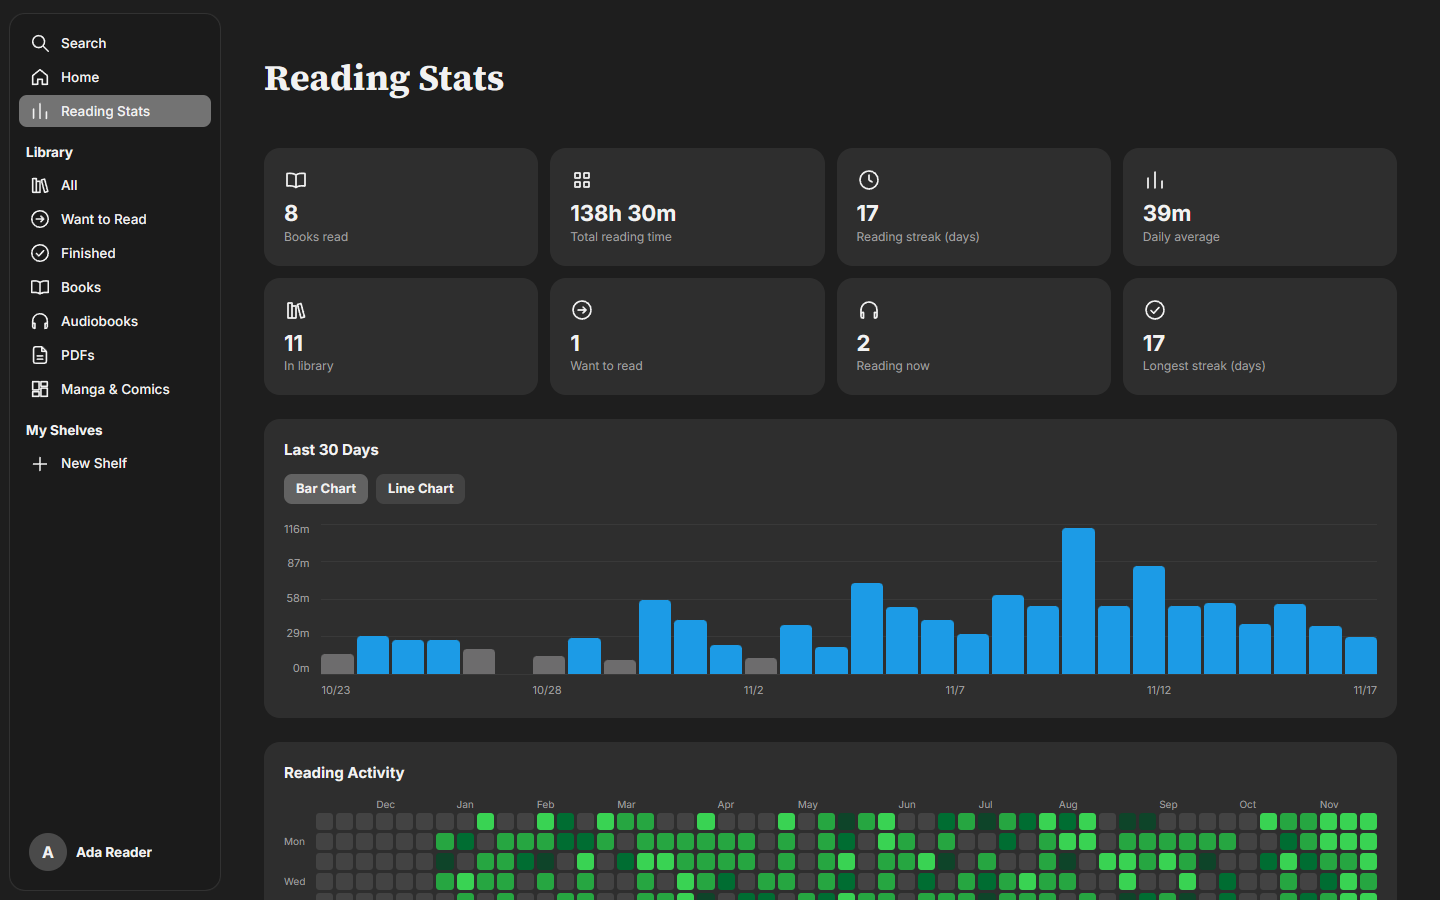 Search
Home
Reading Stats
Library
All
Want to Read
Finished
Books
Audiobooks
PDFs
Manga & Comics
My Shelves
New Shelf
A
Ada Reader
Reading Stats
8
Books read
138h 30m
Total reading time
17
Reading streak (days)
39m
Daily average
11
In library
1
Want to read
2
Reading now
17
Longest streak (days)
Last 30 Days
Bar Chart
Line Chart
116m
87m
58m
29m
0m
10/23 10/28 11/2 11/7 11/12 11/17
Reading Activity
Dec Jan Feb Mar Apr May Jun Jul Aug Sep Oct Nov
Mon
Wed